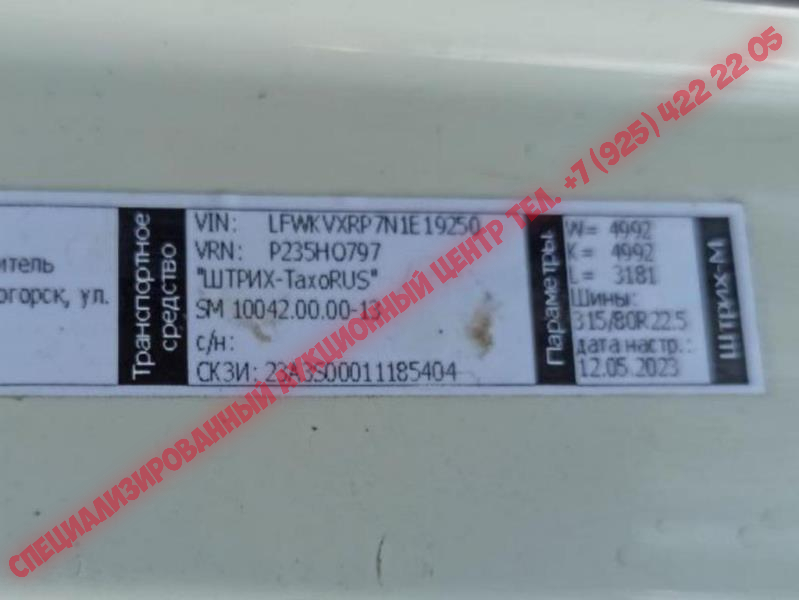 итель
огорск, ул.
Транспортное
средство
VIN: LFWKVXRP7N1E19250
VRN: Р235НО797
"ШТРИХ-ТахоRUS"
SM 10042.00.00-13
с/н:
СКЗИ: 23A3S00011185404
Параметры
W= 4992
K= 4992
L= 3181
Шины:
315/80R22.5
дата настр.:
12.05.2023
ШТРИХ-М
СПЕЦИАЛИЗИРОВАННЫЙ АУКЦИОННЫЙ ЦЕНТР ТЕЛ. +7 (925) 422 22 05